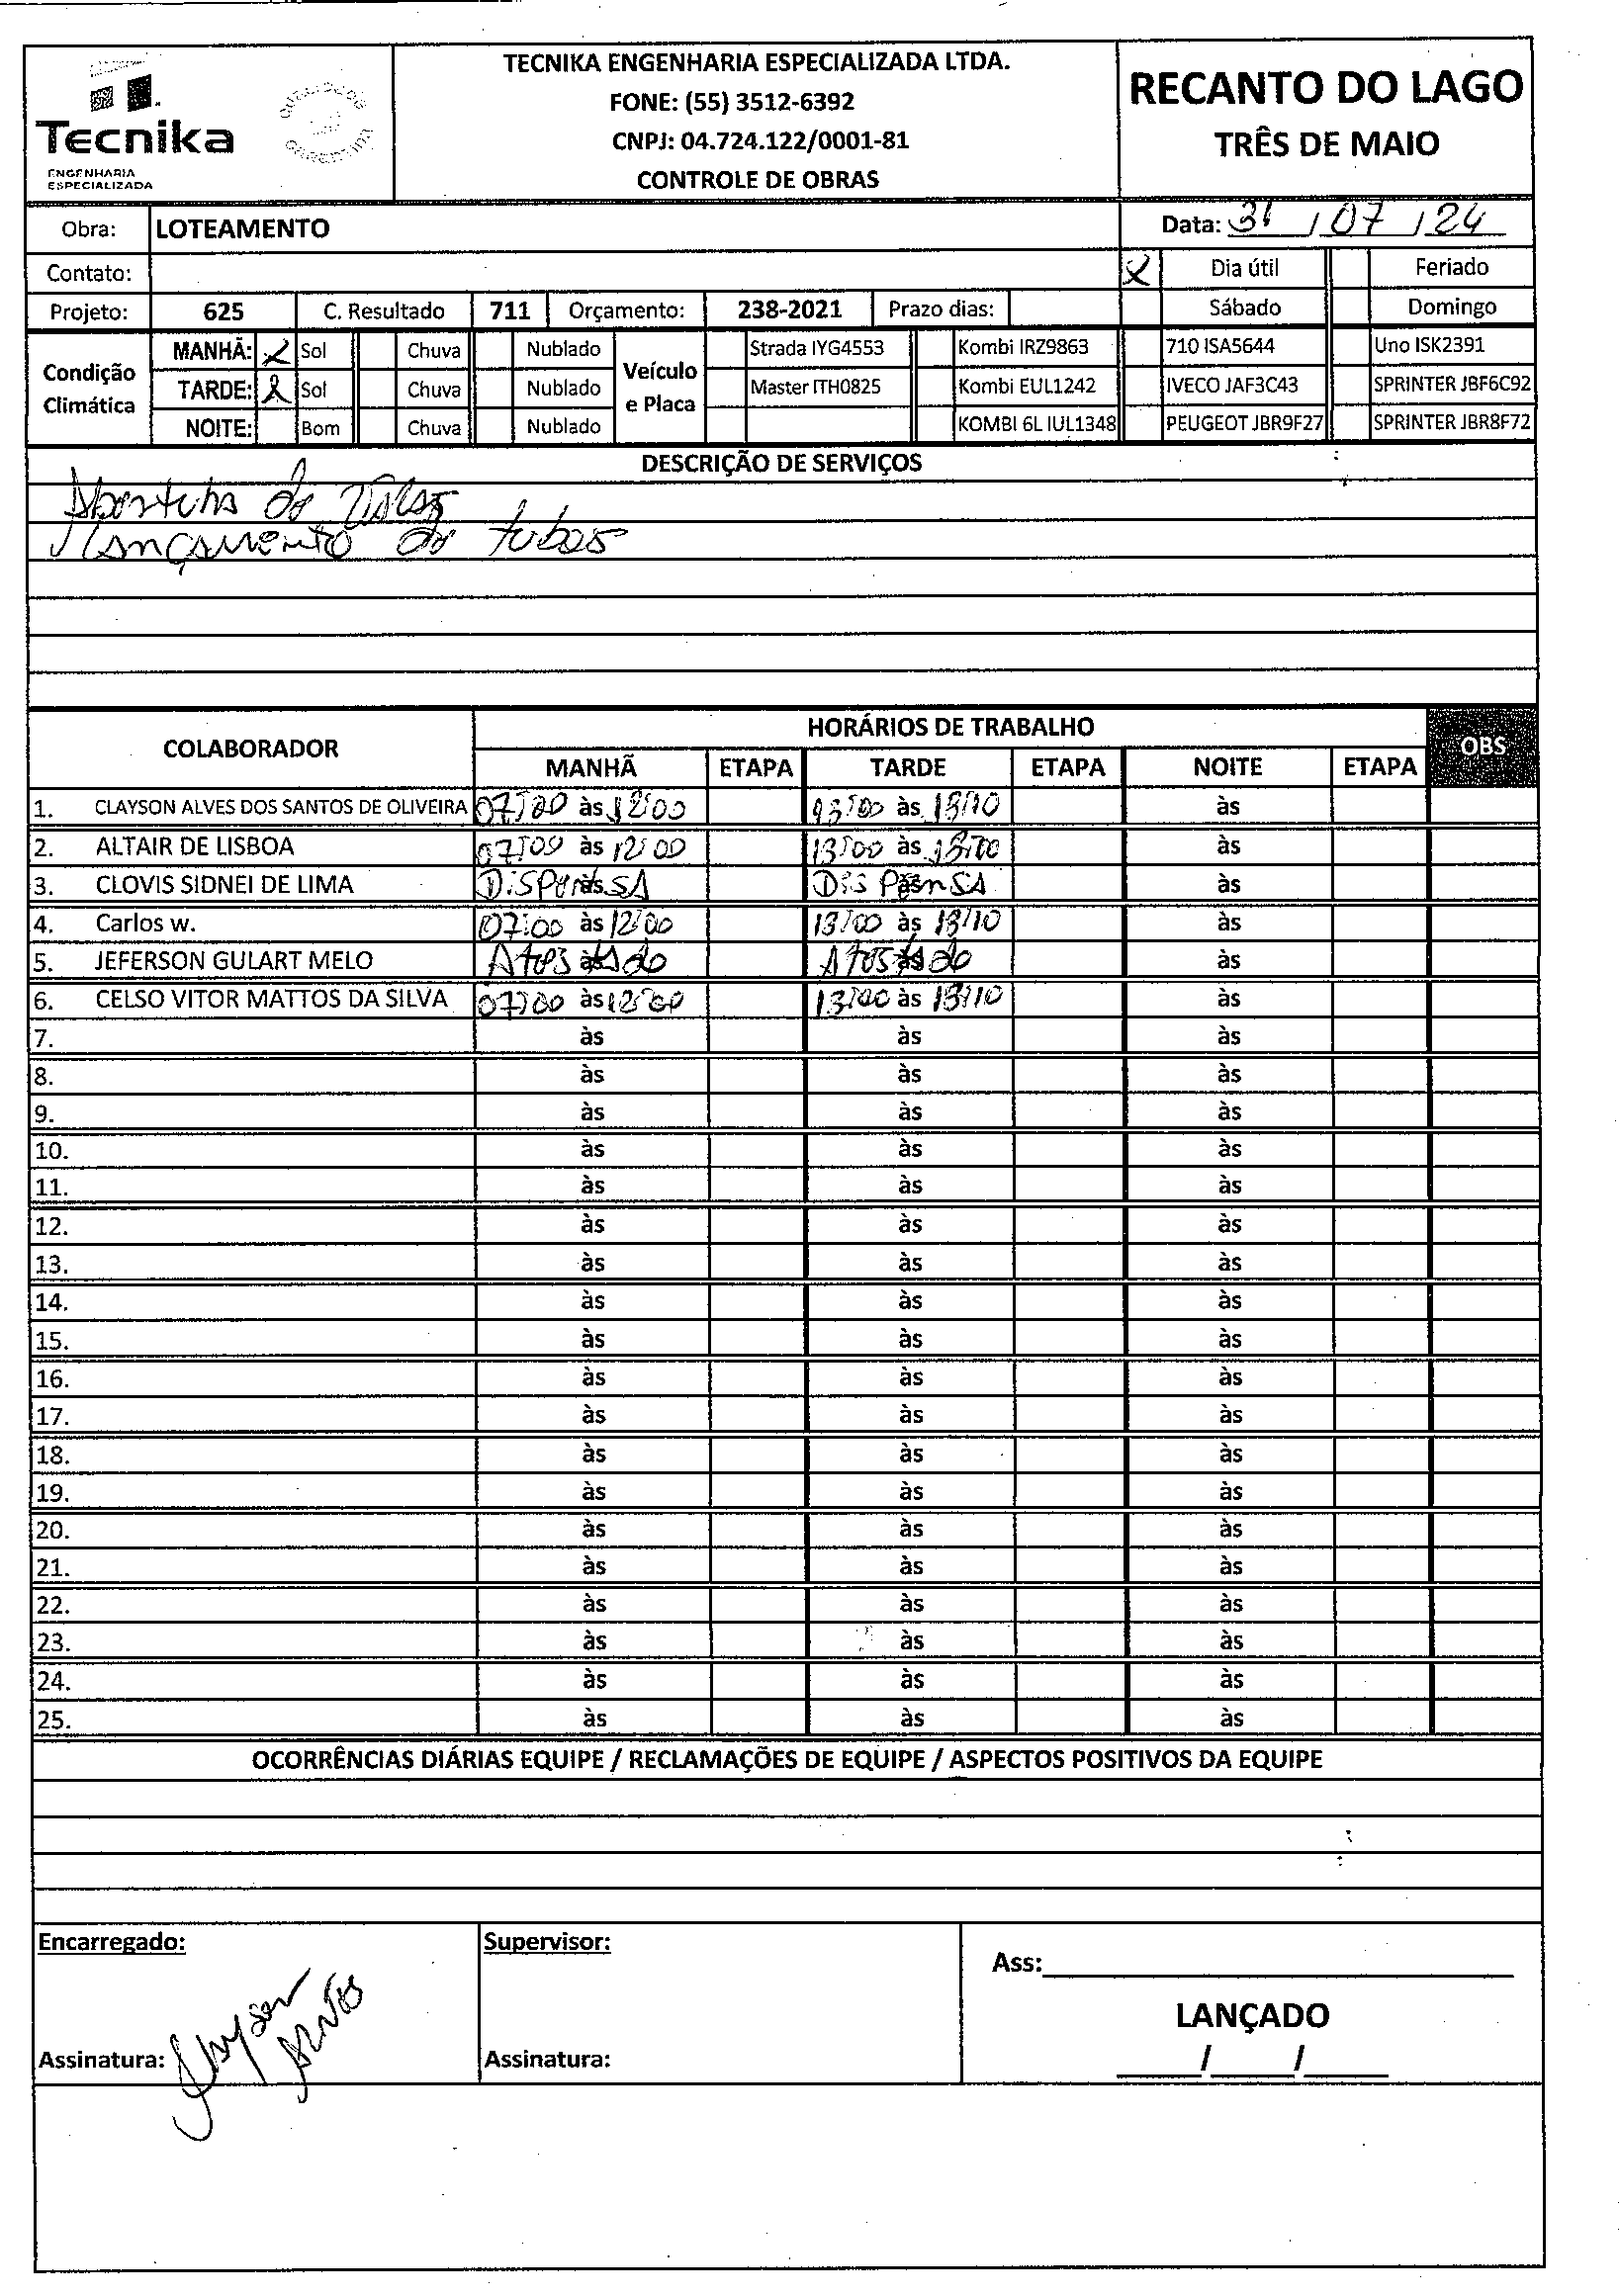 TECNIKA ENGENHARIA ESPECIALIZADA LTDA.
FONE: (55) 3512-6392
CNPJ: 04.724.122/0001-81
CONTROLE DE OBRAS
Tecnika
ENGENHARIA
ESPECIALIZADA
RECANTO DO LAGO
TRÊS DE MAIO
Obra: LOTEAMENTO Data: 31/07/24
Contato: X Dia útil Feriado
Projeto: 625 C. Resultado 711 Orçamento: 238-2021 Prazo dias: Sábado Domingo
Condição Climática
MANHÃ: X Sol Chuva Nublado
TARDE: X Sol Chuva Nublado
NOITE: Bom Chuva Nublado
Veículo e Placa
Strada IYG4553 Kombi IRZ9863 710 ISA5644 Uno ISK2391
Master ITH0825 Kombi EUL1242 IVECO JAF3C43 SPRINTER JBF6C92
KOMBI 6L IUL1348 PEUGEOT JBR9F27 SPRINTER JBR8F72
DESCRIÇÃO DE SERVIÇOS
Abertura de valas
lançamento de tubos
COLABORADOR HORÁRIOS DE TRABALHO OBS
MANHÃ ETAPA TARDE ETAPA NOITE ETAPA
1. CLAYSON ALVES DOS SANTOS DE OLIVEIRA 07:00 às 12:00 13:00 às às
2. ALTAIR DE LISBOA 07:00 às 12:00 13:00 às às
3. CLOVIS SIDNEI DE LIMA DISPENSA às DISPENSA às às
4. Carlos w. 07:00 às 12:00 13:00 às às
5. JEFERSON GULART MELO Atestado às Atestado às às
6. CELSO VITOR MATTOS DA SILVA 07:00 às 12:00 13:00 às às
7. às às às
8. às às às
9. às às às
10. às às às
11. às às às
12. às às às
13. às às às
14. às às às
15. às às às
16. às às às
17. às às às
18. às às às
19. às às às
20. às às às
21. às às às
22. às às às
23. às às às
24. às às às
25. às às às
OCORRÊNCIAS DIÁRIAS EQUIPE / RECLAMAÇÕES DE EQUIPE / ASPECTOS POSITIVOS DA EQUIPE
Encarregado: Supervisor: Ass:
LANÇADO
Assinatura: Clayson Assinatura: / /